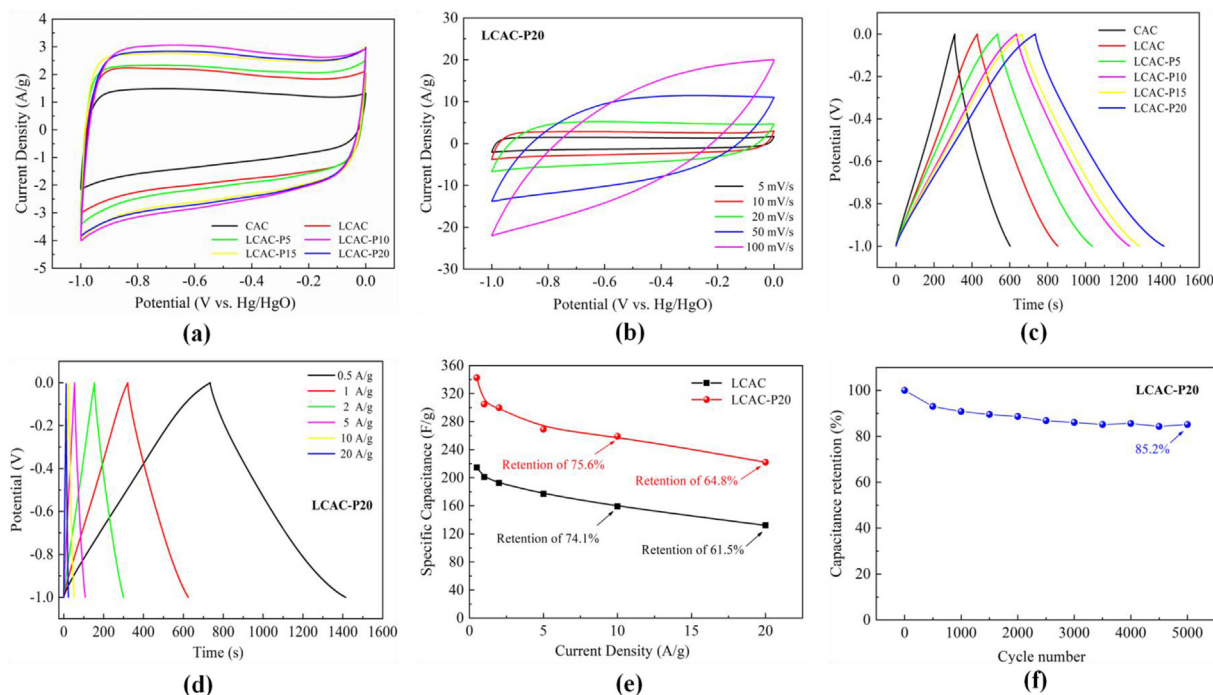 5
4
3
2
1
0
-1
-2
-3
-4
-5
Current Density (A/g)
CAC
LCAC
LCAC-P5
LCAC-P10
LCAC-P15
LCAC-P20
-1.0 -0.8 -0.6 -0.4 -0.2 0.0
Potential (V vs. Hg/HgO)
(a)
LCAC-P20
30
20
10
0
-10
-20
-30
Current Density (A/g)
5 mV/s
10 mV/s
20 mV/s
50 mV/s
100 mV/s
-1.0 -0.8 -0.6 -0.4 -0.2 0.0
Potential (V vs. Hg/HgO)
(b)
0.0
-0.2
-0.4
-0.6
-0.8
-1.0
Potential (V)
CAC
LCAC
LCAC-P5
LCAC-P10
LCAC-P15
LCAC-P20
0 200 400 600 800 1000 1200 1400 1600
Time (s)
(c)
0.0
-0.2
-0.4
-0.6
-0.8
-1.0
Potential (V)
0.5 A/g
1 A/g
2 A/g
5 A/g
10 A/g
20 A/g
LCAC-P20
0 200 400 600 800 1000 1200 1400 1600
Time (s)
(d)
360
320
280
240
200
160
120
80
40
0
Specific Capacitance (F/g)
LCAC
LCAC-P20
Retention of 75.6%
Retention of 64.8%
Retention of 74.1%
Retention of 61.5%
0 5 10 15 20
Current Density (A/g)
(e)
LCAC-P20
100
80
60
40
20
0
Capacitance retention (%)
85.2%
0 1000 2000 3000 4000 5000
Cycle number
(f)